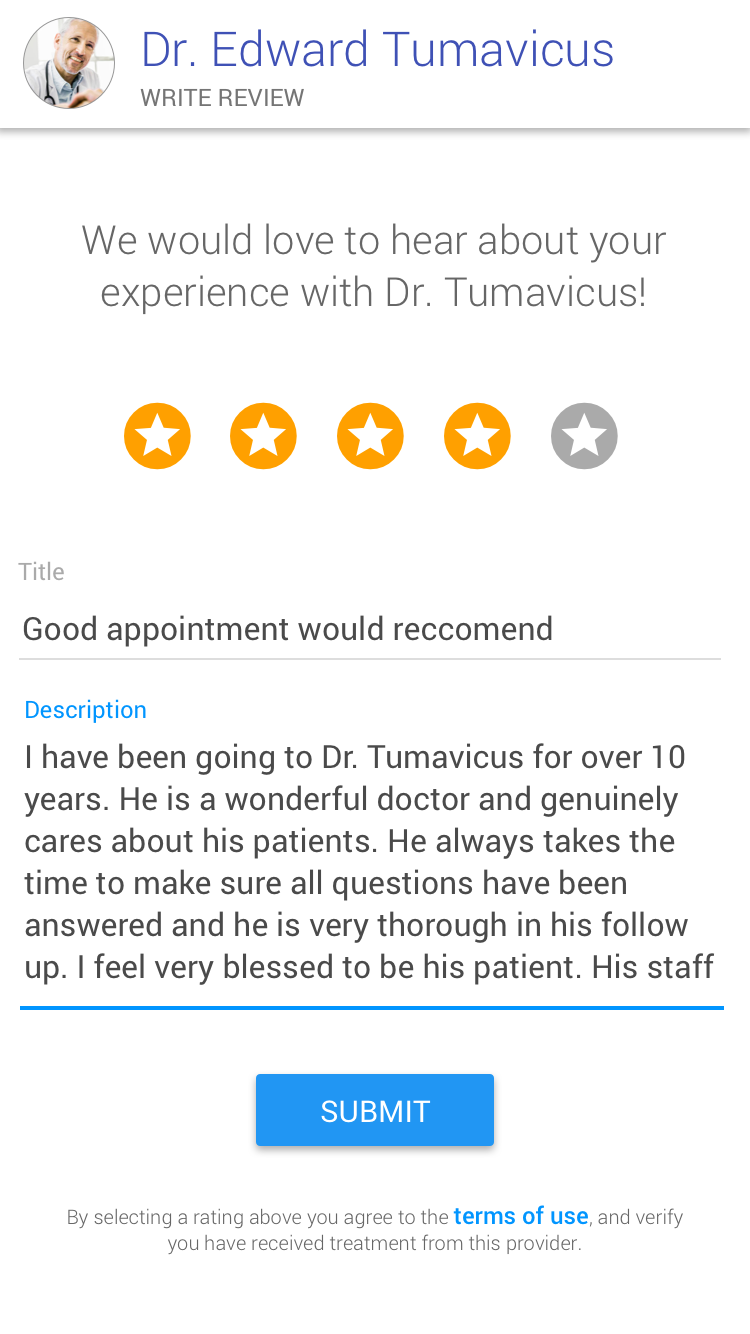 Dr. Edward Tumavicus
WRITE REVIEW
We would love to hear about your
experience with Dr. Tumavicus!
Title
Good appointment would reccomend
Description
I have been going to Dr. Tumavicus for over 10
years. He is a wonderful doctor and genuinely
cares about his patients. He always takes the
time to make sure all questions have been
answered and he is very thorough in his follow
up. I feel very blessed to be his patient. His staff
SUBMIT
By selecting a rating above you agree to the terms of use, and verify
you have received treatment from this provider.